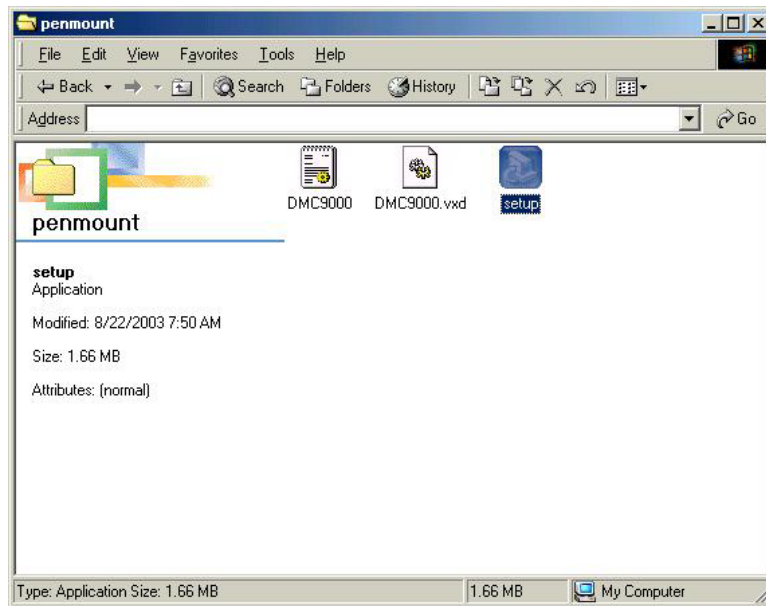 penmount
File Edit View Favorites Tools Help
Back Search Folders History
Address Go
penmount
DMC9000 DMC9000.vxd setup
setup
Application
Modified: 8/22/2003 7:50 AM
Size: 1.66 MB
Attributes: (normal)
Type: Application Size: 1.66 MB 1.66 MB My Computer